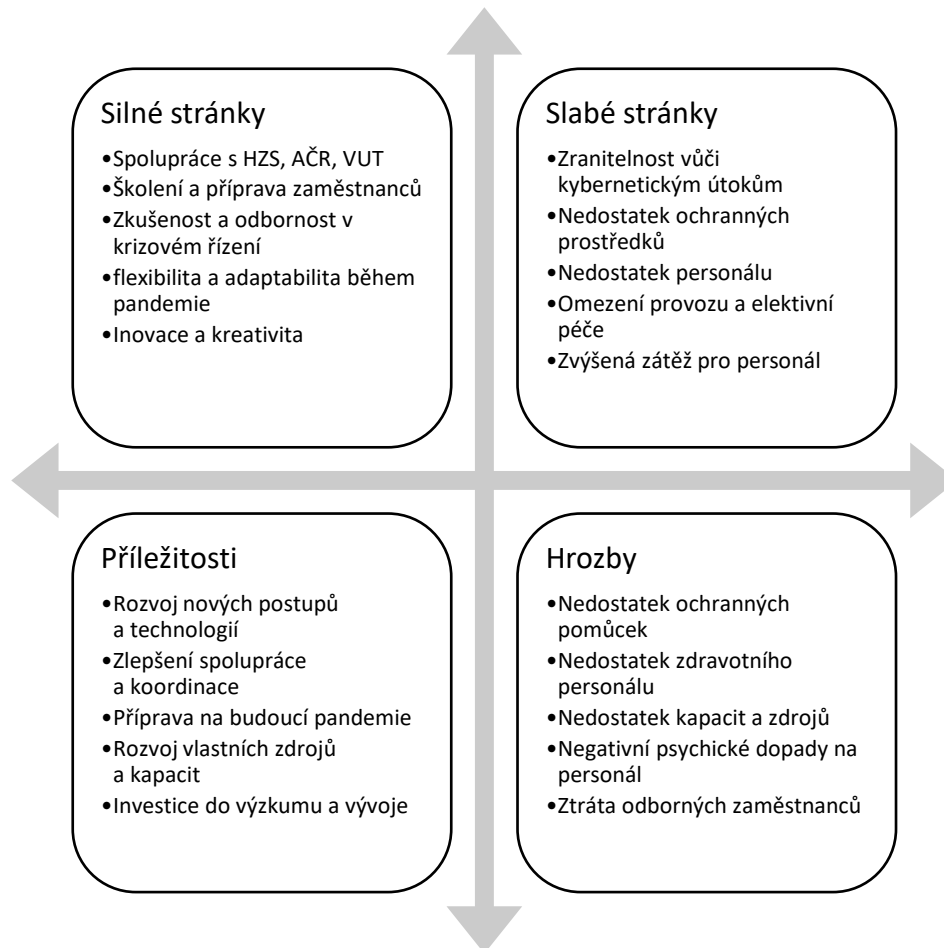 Silné stránky
•Spolupráce s HZS, AČR, VUT
•Školení a příprava zaměstnanců
•Zkušenost a odbornost v
krizovém řízení
•flexibilita a adaptabilita během
pandemie
•Inovace a kreativita
Slabé stránky
•Zranitelnost vůči
kybernetickým útokům
•Nedostatek ochranných
prostředků
•Nedostatek personálu
•Omezení provozu a elektivní
péče
•Zvýšená zátěž pro personál
Příležitosti
•Rozvoj nových postupů
a technologií
•Zlepšení spolupráce
a koordinace
•Příprava na budoucí pandemie
•Rozvoj vlastních zdrojů
a kapacit
•Investice do výzkumu a vývoje
Hrozby
•Nedostatek ochranných
pomůcek
•Nedostatek zdravotního
personálu
•Nedostatek kapacit a zdrojů
•Negativní psychické dopady na
personál
•Ztráta odborných zaměstnanců